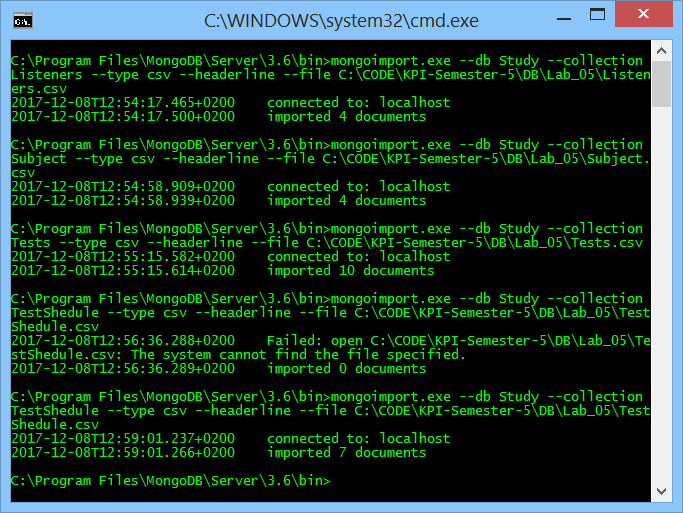 C:\WINDOWS\system32\cmd.exe
C:\Program Files\MongoDB\Server\3.6\bin>mongoimport.exe --db Study --collection
Listeners --type csv --headerline --file C:\CODE\KPI-Semester-5\DB\Lab_05\Listen
ers.csv
2017-12-08T12:54:17.465+0200    connected to: localhost
2017-12-08T12:54:17.500+0200    imported 4 documents
C:\Program Files\MongoDB\Server\3.6\bin>mongoimport.exe --db Study --collection
Subject --type csv --headerline --file C:\CODE\KPI-Semester-5\DB\Lab_05\Subject.
csv
2017-12-08T12:54:58.909+0200    connected to: localhost
2017-12-08T12:54:58.939+0200    imported 4 documents
C:\Program Files\MongoDB\Server\3.6\bin>mongoimport.exe --db Study --collection
Tests --type csv --headerline --file C:\CODE\KPI-Semester-5\DB\Lab_05\Tests.csv
2017-12-08T12:55:15.582+0200    connected to: localhost
2017-12-08T12:55:15.614+0200    imported 10 documents
C:\Program Files\MongoDB\Server\3.6\bin>mongoimport.exe --db Study --collection
TestShedule --type csv --headerline --file C:\CODE\KPI-Semester-5\DB\Lab_05\Test
Shedule.csv
2017-12-08T12:56:36.288+0200    Failed: open C:\CODE\KPI-Semester-5\DB\Lab_05\Te
stShedule.csv: The system cannot find the file specified.
2017-12-08T12:56:36.289+0200    imported 0 documents
C:\Program Files\MongoDB\Server\3.6\bin>mongoimport.exe --db Study --collection
TestShedule --type csv --headerline --file C:\CODE\KPI-Semester-5\DB\Lab_05\Test
Shedule.csv
2017-12-08T12:59:01.237+0200    connected to: localhost
2017-12-08T12:59:01.266+0200    imported 7 documents
C:\Program Files\MongoDB\Server\3.6\bin>